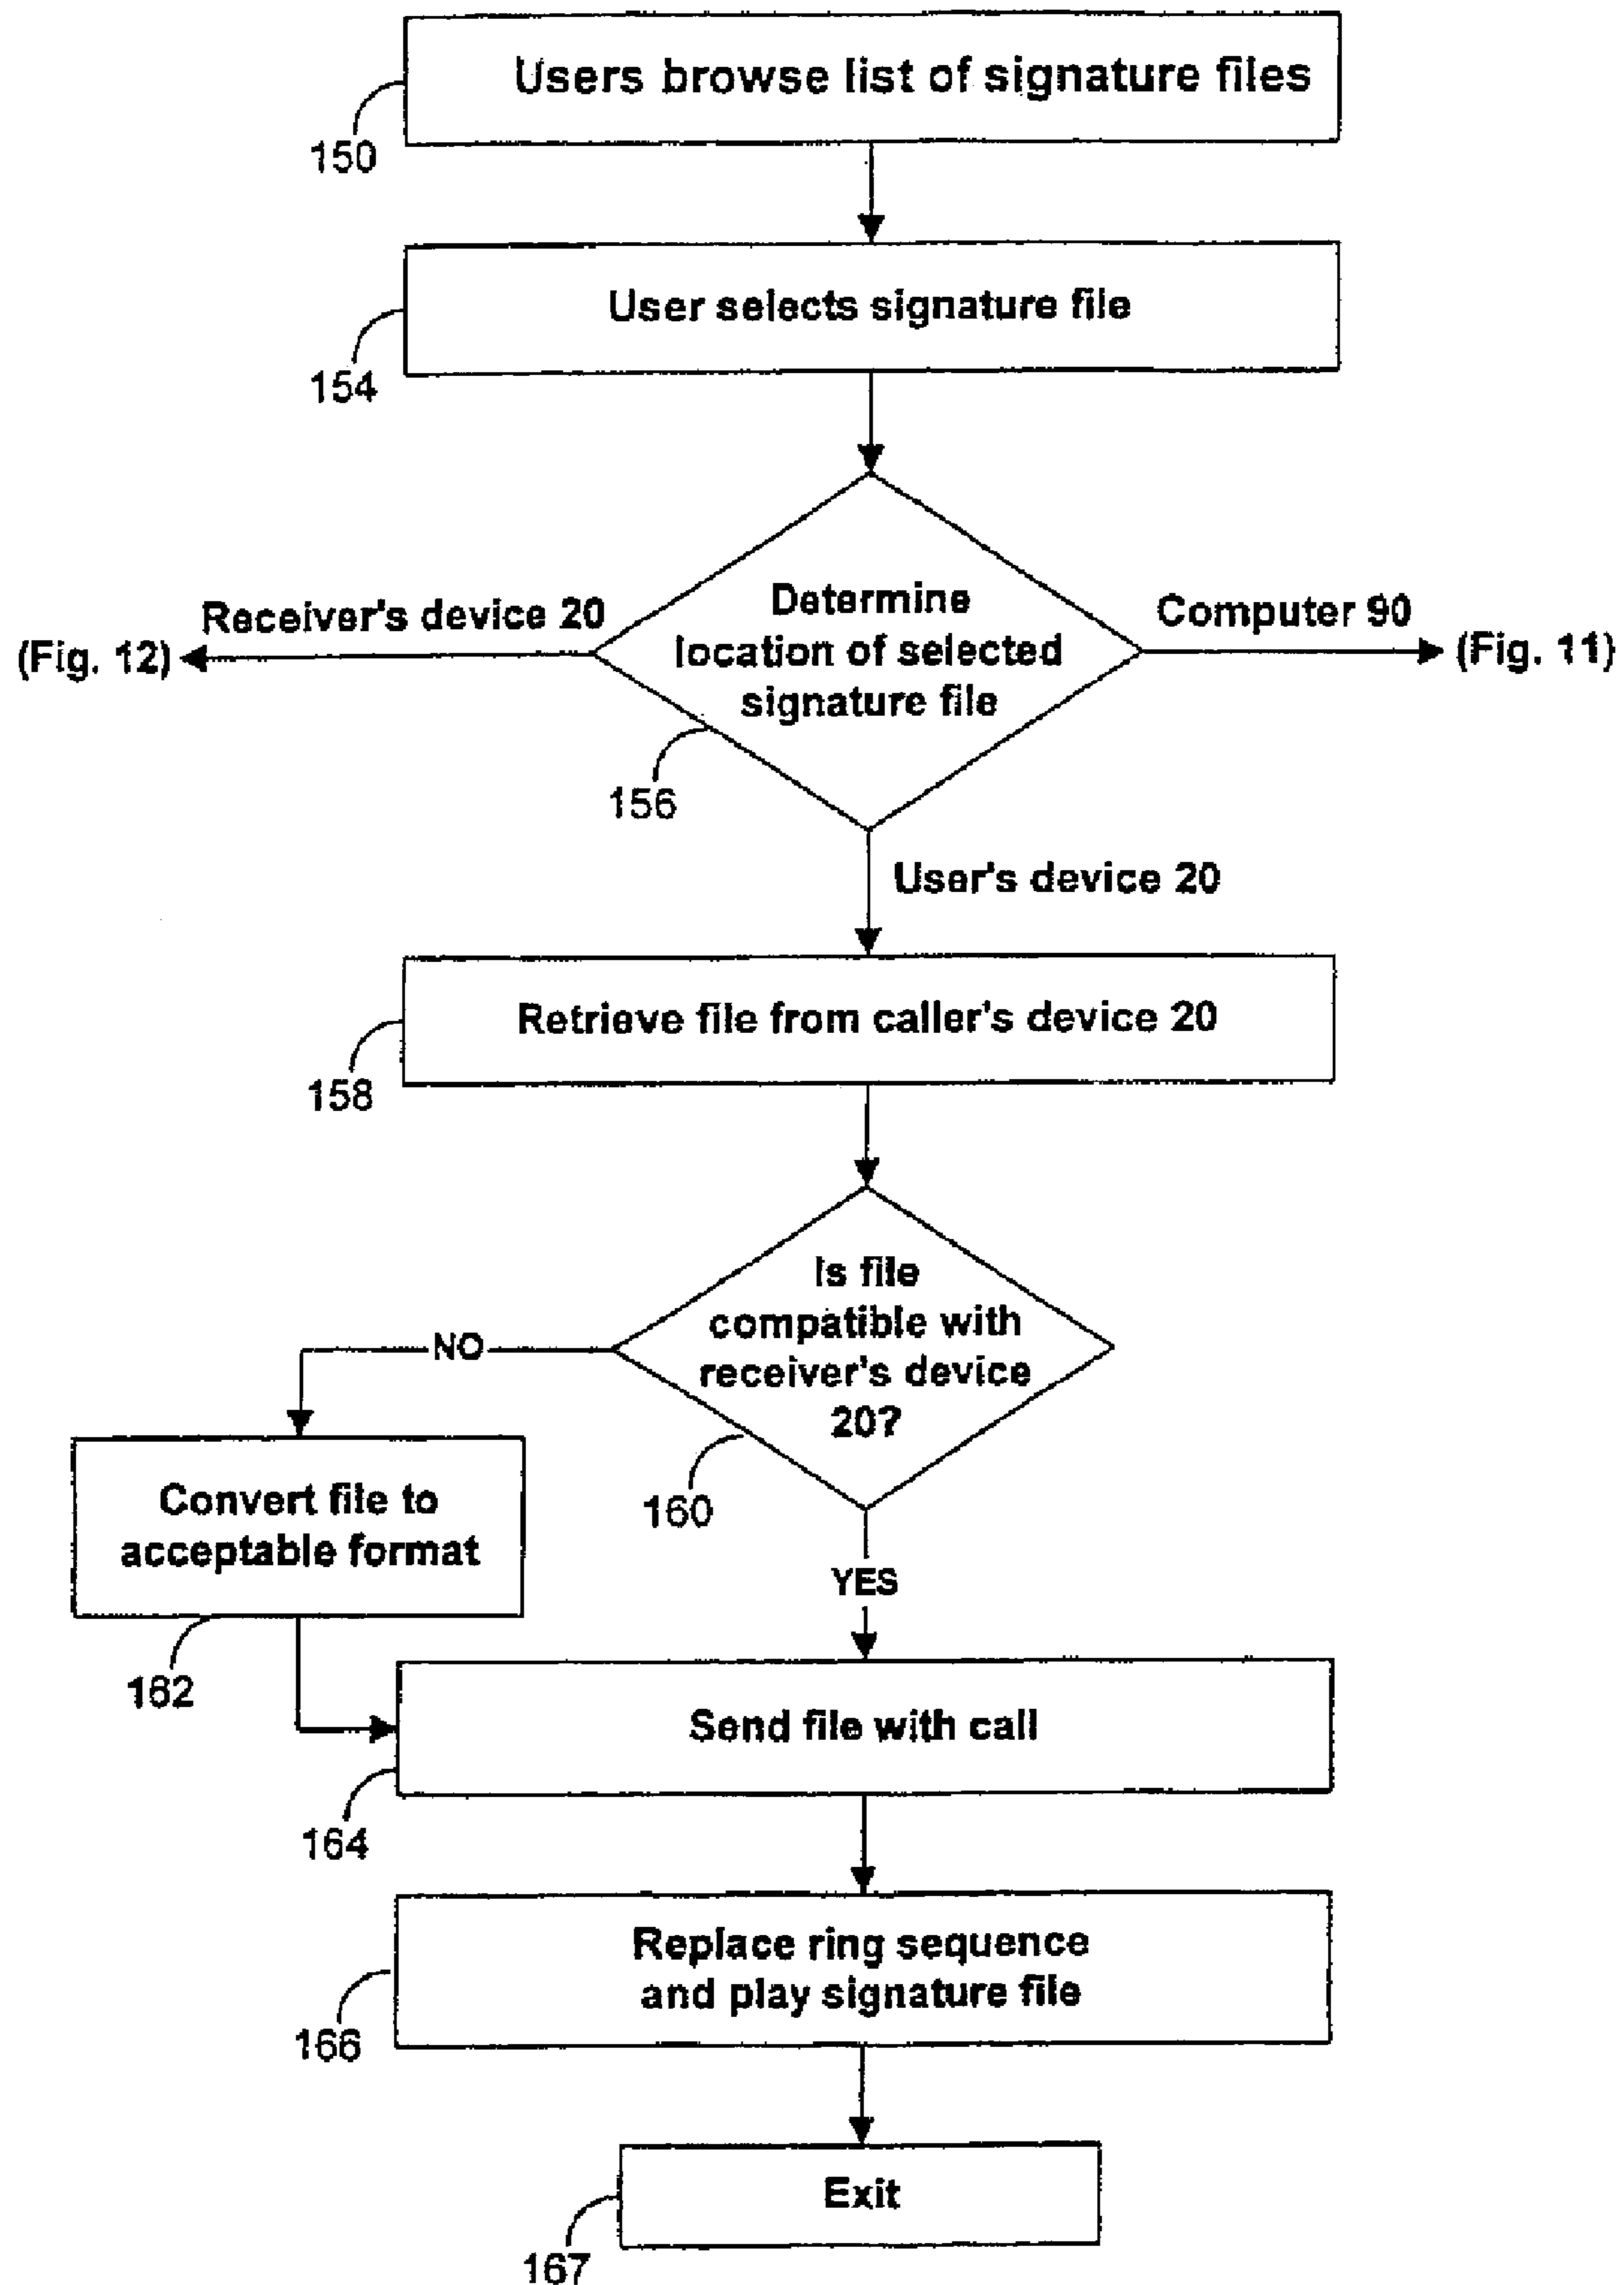 Users browse list of signature files
150
User selects signature file
154
Determine
location of selected
signature file
Receiver's device 20
(Fig. 12)
Computer 90
(Fig. 11)
156
User's device 20
Retrieve file from caller's device 20
158
Is file
compatible with
receiver's device
20?
NO
160
Convert file to
acceptable format
YES
162
Send file with call
164
Replace ring sequence
and play signature file
166
Exit
167